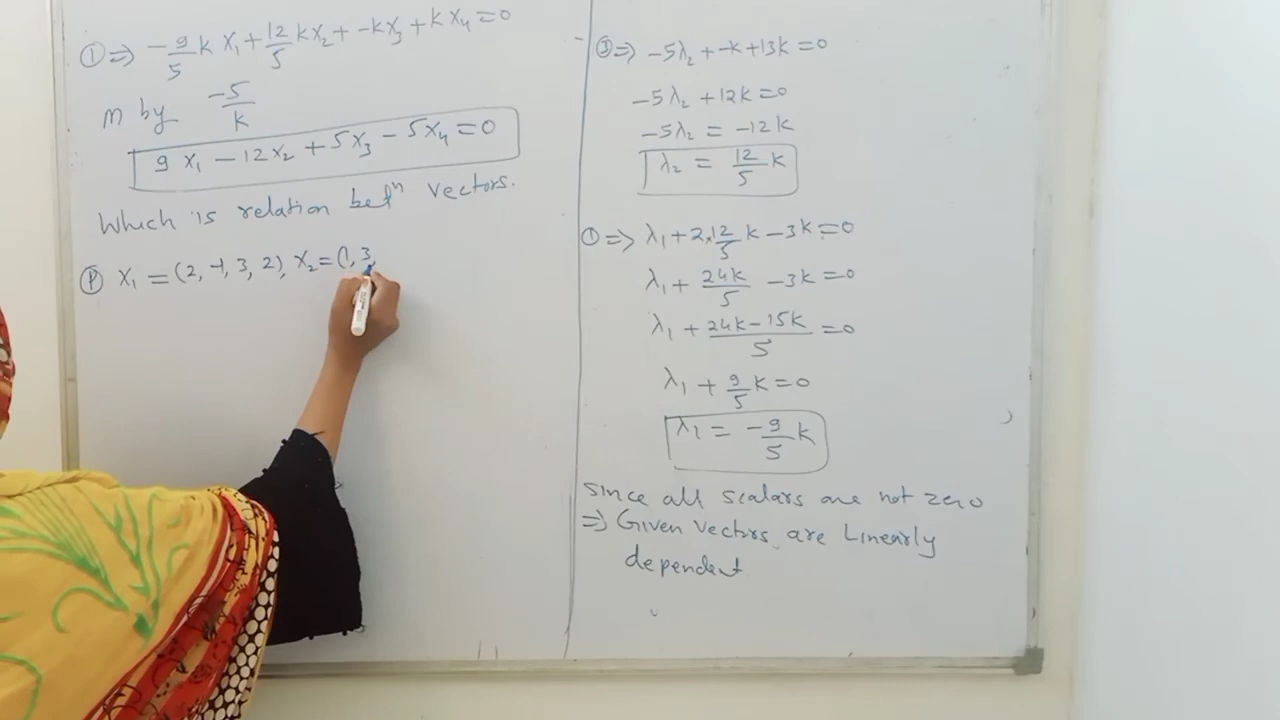 ① ⇒ -9/5 k x₁ + 12/5 k x₂ + -k x₃ + k x₄ = 0
m by -5/k
9 x₁ - 12 x₂ + 5 x₃ - 5 x₄ = 0
Which is relation betⁿ vectors.
Ⓟ x₁ = (2, -1, 3, 2), x₂ = (1, 3,
③ ⇒ -5λ₂ + -k + 13k = 0
-5λ₂ + 12k = 0
-5λ₂ = -12k
λ₂ = 12/5 k
① ⇒ λ₁ + 2×12/5 k - 3k = 0
λ₁ + 24k/5 - 3k = 0
λ₁ + 24k - 15k/5 = 0
λ₁ + 9/5 k = 0
λ₁ = -9/5 k
Since all scalars are not zero
⇒ Given vectors are Linearly
dependent